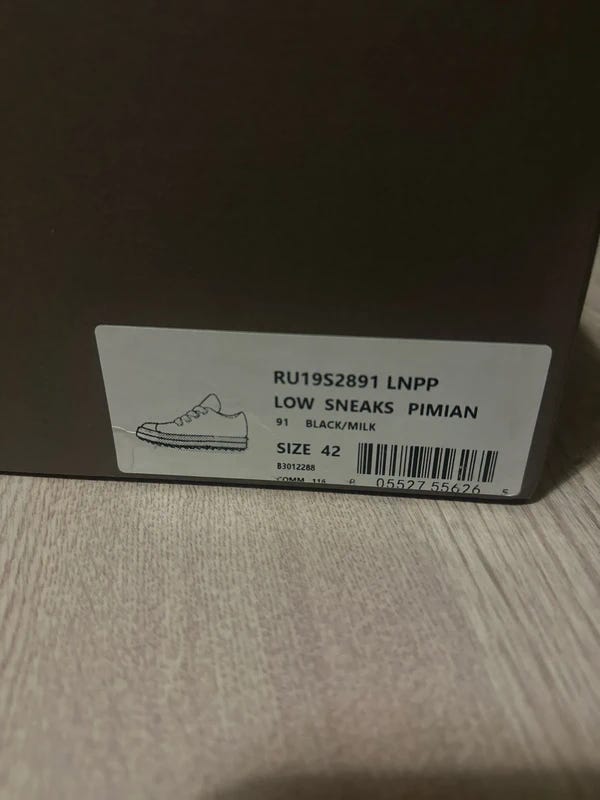 RU19S2891 LNPP
LOW SNEAKS PIMIAN
91 BLACK/MILK
SIZE 42
B3012288
COMM 116
05527 55626